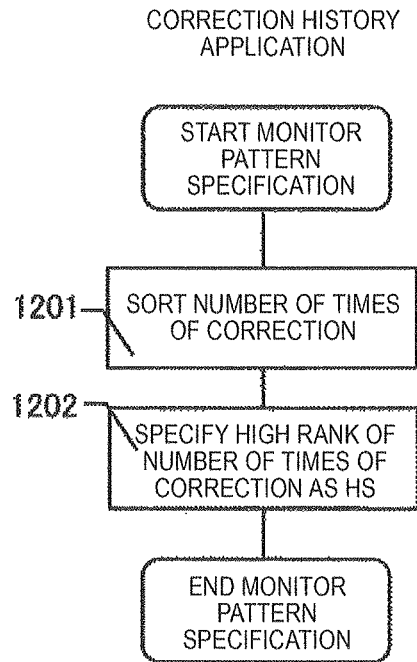 CORRECTION HISTORY
APPLICATION
START MONITOR
PATTERN
SPECIFICATION
1201
SORT NUMBER OF TIMES
OF CORRECTION
1202
SPECIFY HIGH RANK OF
NUMBER OF TIMES OF
CORRECTION AS HS
END MONITOR
PATTERN
SPECIFICATION